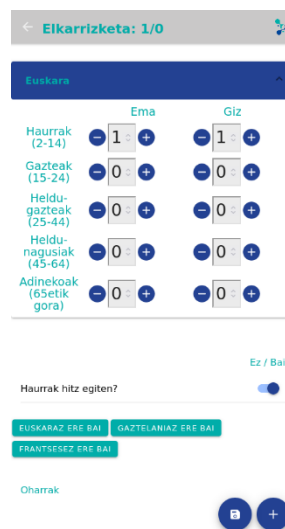 Elkarrizketa: 1/0
Euskara
Ema Giz
Haurrak
(2-14)
1 1
Gazteak
(15-24)
0 0
Heldu-
gazteak
(25-44)
0 0
Heldu-
nagusiak
(45-64)
0 0
Adinekoak
(65etik
gora)
0 0
Ez / Bai
Haurrak hitz egiten?
EUSKARAZ ERE BAI GAZTELANIAZ ERE BAI
FRANTSESEZ ERE BAI
Oharrak